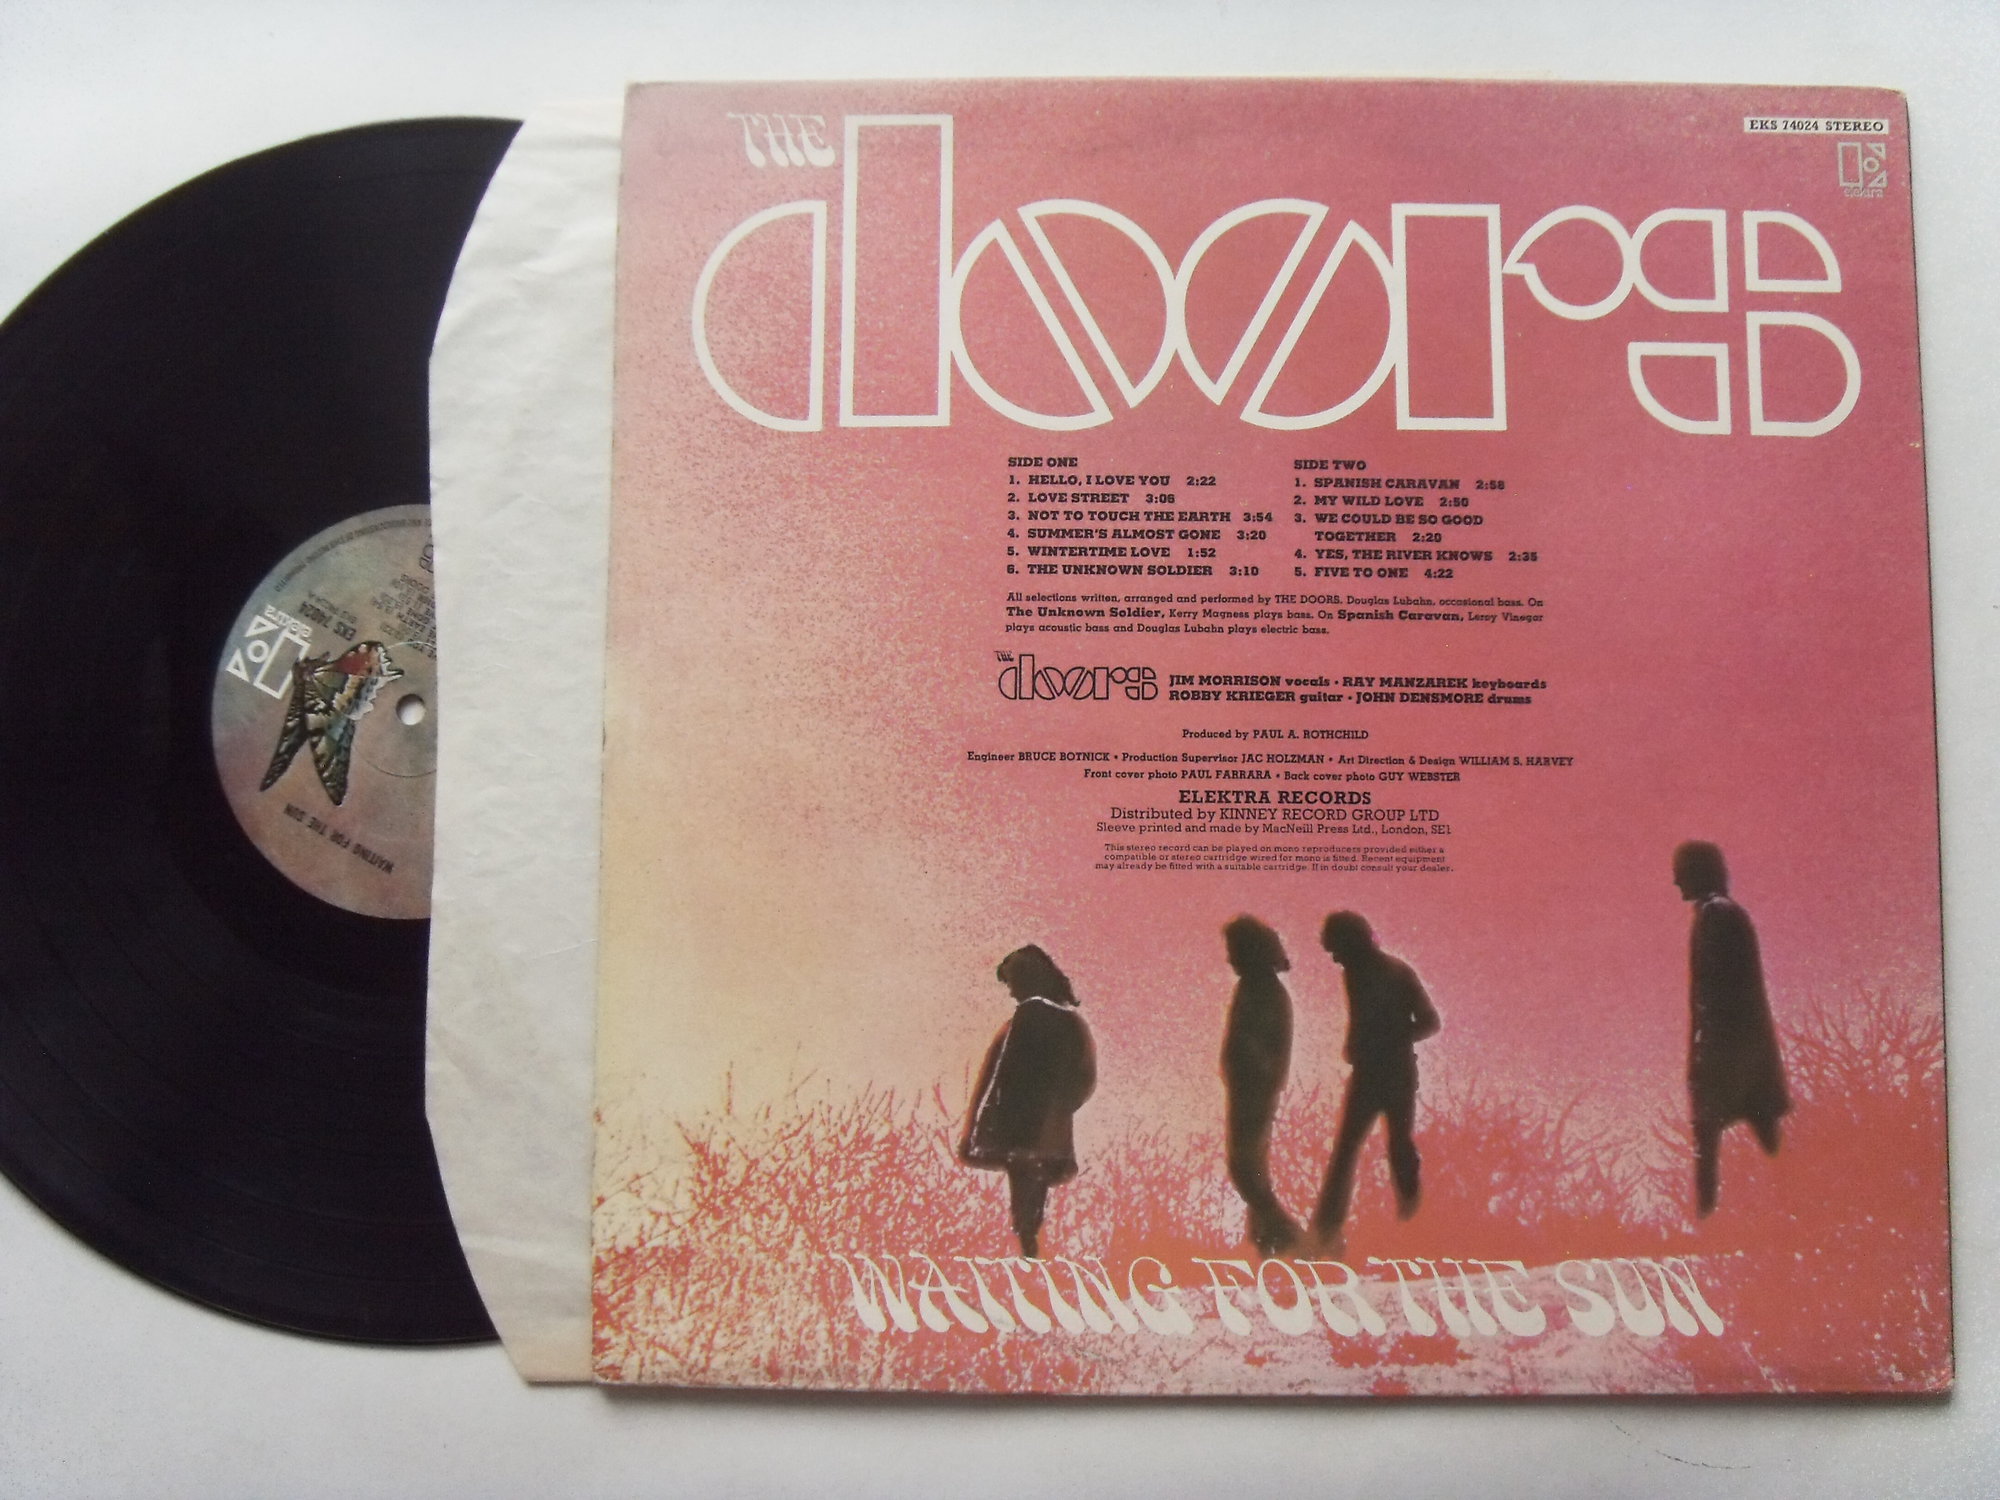 THE
doors
EKS 74024 STEREO
elektra
SIDE ONE
1. HELLO, I LOVE YOU 2:22
2. LOVE STREET 3:06
3. NOT TO TOUCH THE EARTH 3:54
4. SUMMER'S ALMOST GONE 3:20
5. WINTERTIME LOVE 1:52
6. THE UNKNOWN SOLDIER 3:10
SIDE TWO
1. SPANISH CARAVAN 2:58
2. MY WILD LOVE 2:50
3. WE COULD BE SO GOOD
TOGETHER 2:20
4. YES, THE RIVER KNOWS 2:35
5. FIVE TO ONE 4:22
All selections written, arranged and performed by THE DOORS. Douglas Lubahn, occasional bass. On
The Unknown Soldier, Kerry Magness plays bass. On Spanish Caravan, Leroy Vinegar
plays acoustic bass and Douglas Lubahn plays electric bass.
THE
doors
JIM MORRISON vocals • RAY MANZAREK keyboards
ROBBY KRIEGER guitar • JOHN DENSMORE drums
Produced by PAUL A. ROTHCHILD
Engineer BRUCE BOTNICK • Production Supervisor JAC HOLZMAN • Art Direction & Design WILLIAM S. HARVEY
Front cover photo PAUL FARRARA • Back cover photo GUY WEBSTER
ELEKTRA RECORDS
Distributed by KINNEY RECORD GROUP LTD
Sleeve printed and made by MacNeill Press Ltd., London, SE1
This stereo record can be played on mono reproducers provided either a
compatible or stereo cartridge wired for mono is fitted. Recent equipment
may already be fitted with a suitable cartridge. If in doubt consult your dealer.
WAITING FOR THE SUN
elektra
EKS 74024
WAITING FOR THE SUN